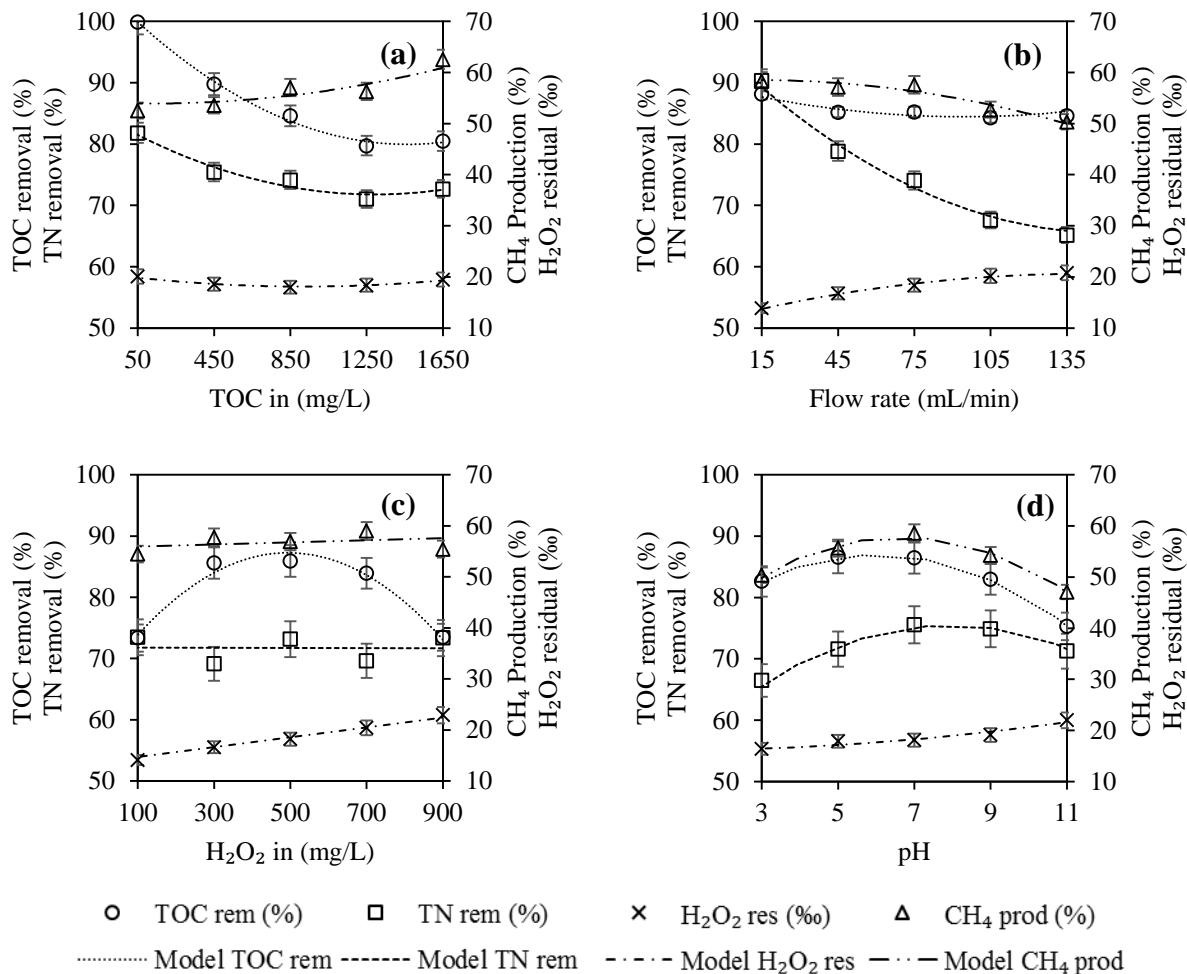 (a)
TOC removal (%)
TN removal (%)
100
90
80
70
60
50
70
60
50
40
30
20
10
CH₄ Production (%)
H₂O₂ residual (‰)
50 450 850 1250 1650
TOC in (mg/L)
(b)
TOC removal (%)
TN removal (%)
100
90
80
70
60
50
70
60
50
40
30
20
10
CH₄ Production (%)
H₂O₂ residual (‰)
15 45 75 105 135
Flow rate (mL/min)
(c)
TOC removal (%)
TN removal (%)
100
90
80
70
60
50
70
60
50
40
30
20
10
CH₄ Production (%)
H₂O₂ residual (‰)
100 300 500 700 900
H₂O₂ in (mg/L)
(d)
TOC removal (%)
TN removal (%)
100
90
80
70
60
50
70
60
50
40
30
20
10
CH₄ Production (%)
H₂O₂ residual (‰)
3 5 7 9 11
pH
TOC rem (%) TN rem (%) H₂O₂ res (‰) CH₄ prod (%)
Model TOC rem Model TN rem Model H₂O₂ res Model CH₄ prod